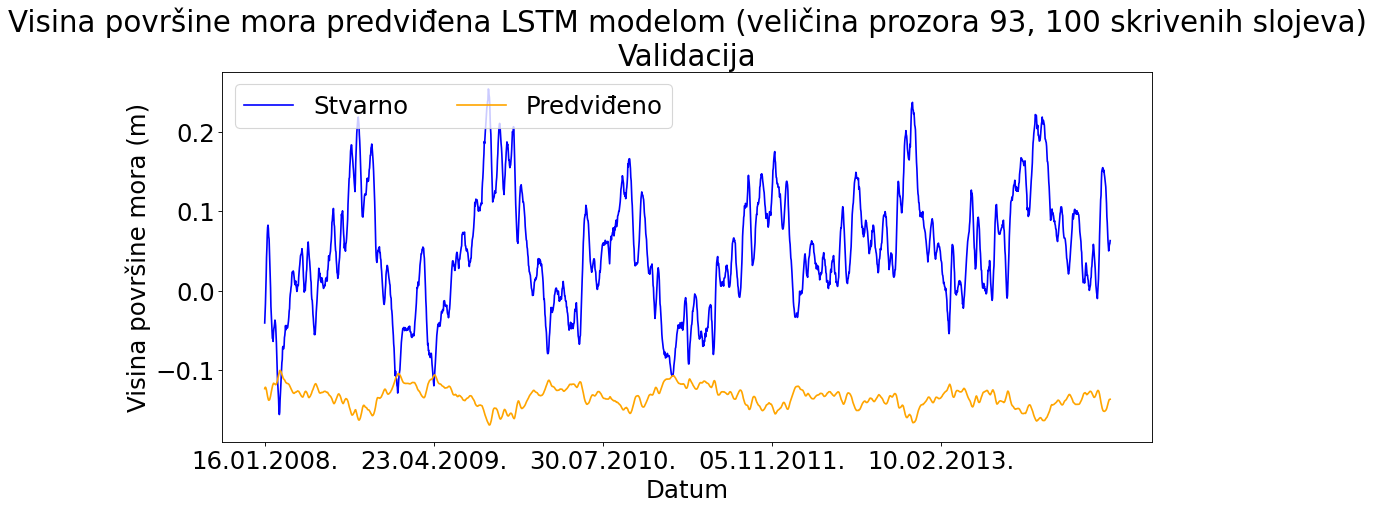 Visina površine mora predviđena LSTM modelom (veličina prozora 93, 100 skrivenih slojeva)
Validacija
Stvarno Predviđeno
Visina površine mora (m)
0.2
0.1
0.0
−0.1
16.01.2008. 23.04.2009. 30.07.2010. 05.11.2011. 10.02.2013.
Datum